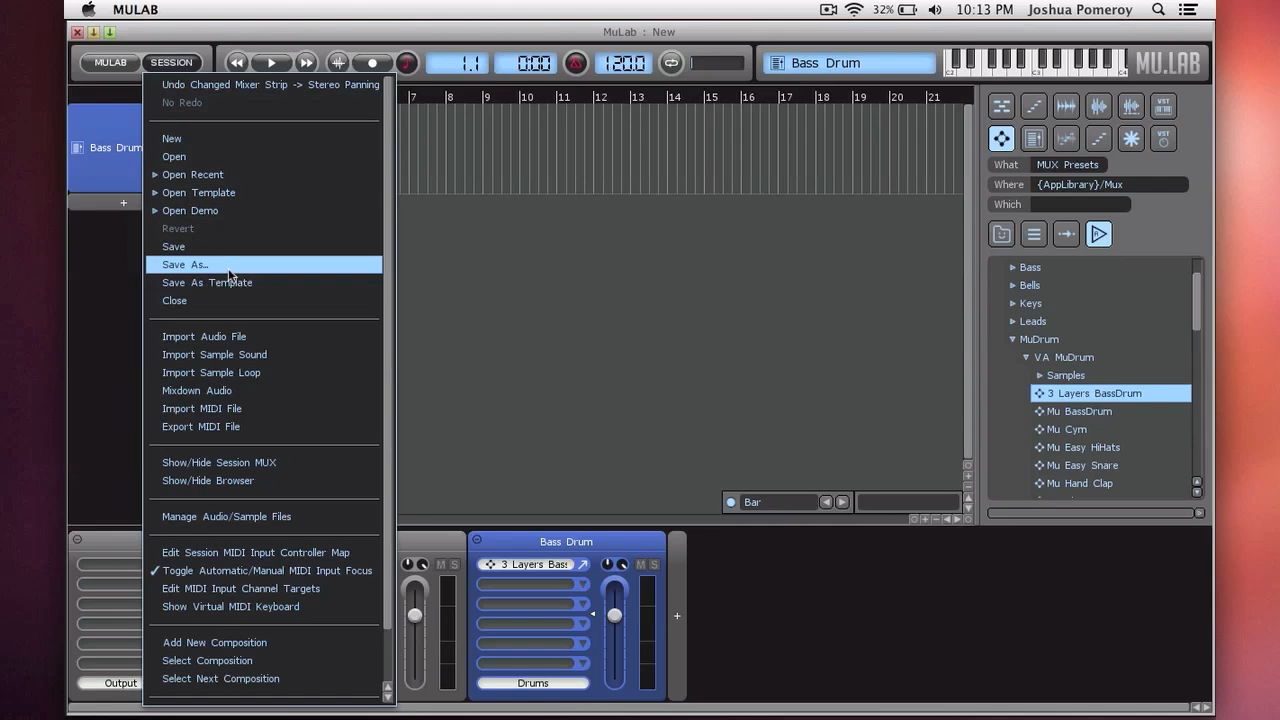 MULAB
32%
10:13 PM
Joshua Pomeroy
MuLab : New
MULAB
SESSION
1.1
0:00
120.0
Bass Drum
C2
C3
C4
MU.LAB
Undo Changed Mixer Strip -> Stereo Panning
No Redo
New
Open
Open Recent
Open Template
Open Demo
Revert
Save
Save As…
Save As Template
Close
Import Audio File
Import Sample Sound
Import Sample Loop
Mixdown Audio
Import MIDI File
Export MIDI File
Show/Hide Session MUX
Show/Hide Browser
Manage Audio/Sample Files
Edit Session MIDI Input Controller Map
Toggle Automatic/Manual MIDI Input Focus
Edit MIDI Input Channel Targets
Show Virtual MIDI Keyboard
Add New Composition
Select Composition
Select Next Composition
7 8 9 10 11 12 13 14 15 16 17 18 19 20 21
Bass Drum
+
VST
VST
What MUX Presets
Where {AppLibrary}/Mux
Which
Bass
Bells
Keys
Leads
MuDrum
VA MuDrum
Samples
3 Layers BassDrum
Mu BassDrum
Mu Cym
Mu Easy HiHats
Mu Easy Snare
Mu Hand Clap
Bar
Output
M S
Bass Drum
3 Layers Bass
M S
Drums
+